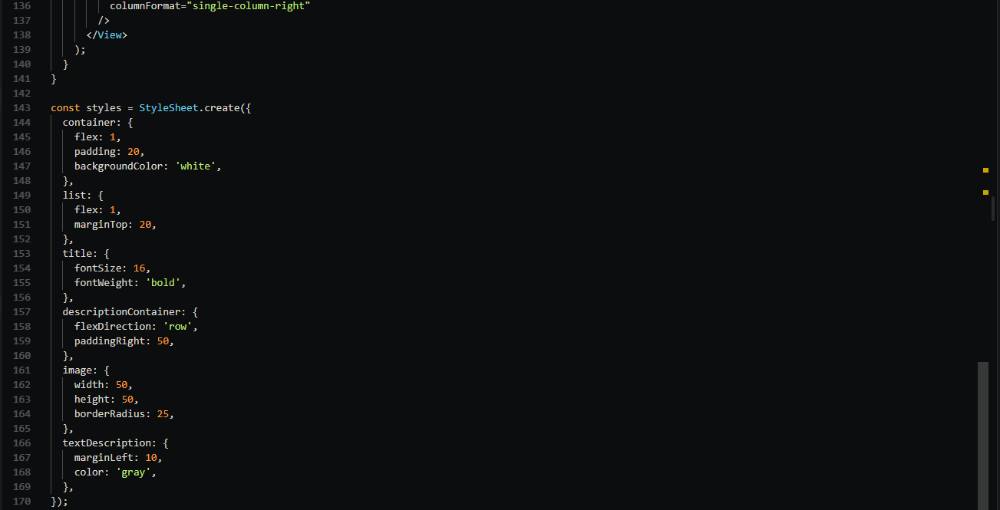 136          columnFormat="single-column-right"
137        />
138      </View>
139    );
140  }
141 }
142
143 const styles = StyleSheet.create({
144   container: {
145     flex: 1,
146     padding: 20,
147     backgroundColor: 'white',
148   },
149   list: {
150     flex: 1,
151     marginTop: 20,
152   },
153   title: {
154     fontSize: 16,
155     fontWeight: 'bold',
156   },
157   descriptionContainer: {
158     flexDirection: 'row',
159     paddingRight: 50,
160   },
161   image: {
162     width: 50,
163     height: 50,
164     borderRadius: 25,
165   },
166   textDescription: {
167     marginLeft: 10,
168     color: 'gray',
169   },
170 });